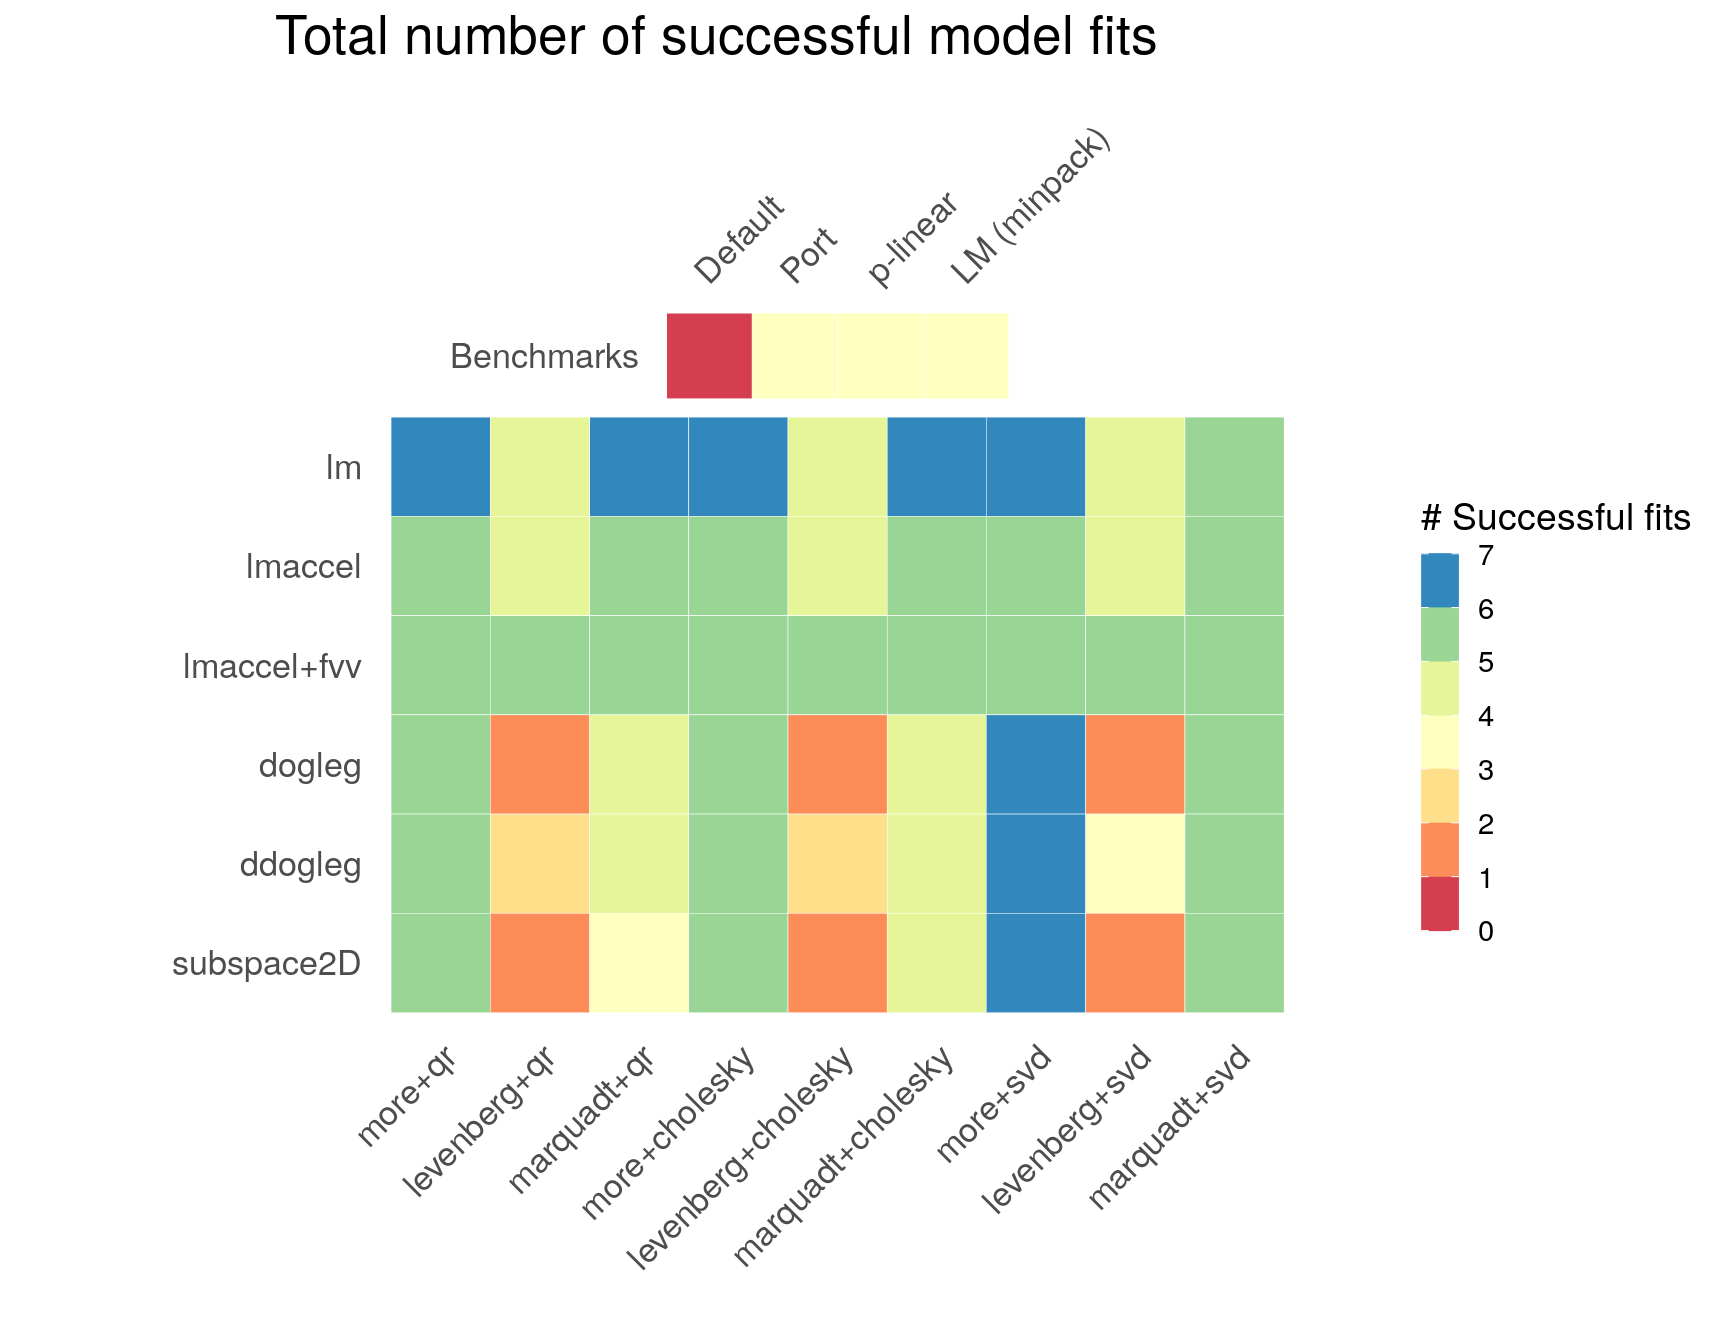 Total number of successful model fits
Default
Port
p-linear
LM (minpack)
Benchmarks
lm
lmaccel
lmaccel+fvv
dogleg
ddogleg
subspace2D
more+qr
levenberg+qr
marquadt+qr
more+cholesky
levenberg+cholesky
marquadt+cholesky
more+svd
levenberg+svd
marquadt+svd
# Successful fits
7
6
5
4
3
2
1
0